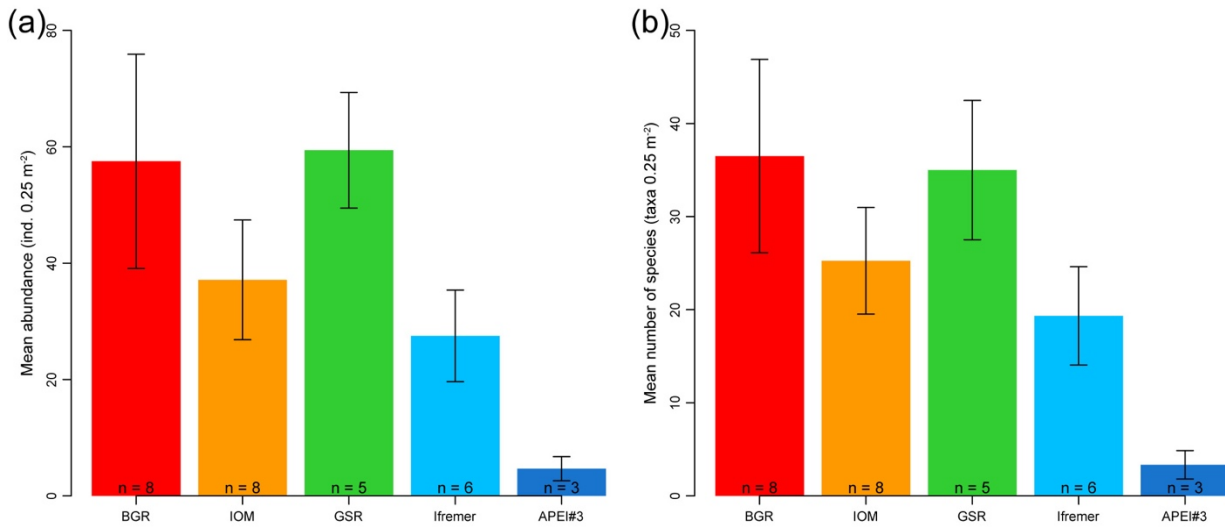 (a)
Mean abundance (ind. 0.25 m⁻²)
80
60
40
20
0
n = 8
n = 8
n = 5
n = 6
n = 3
BGR
IOM
GSR
Ifremer
APEI#3
(b)
Mean number of species (taxa 0.25 m⁻²)
50
40
30
20
10
0
n = 8
n = 8
n = 5
n = 6
n = 3
BGR
IOM
GSR
Ifremer
APEI#3